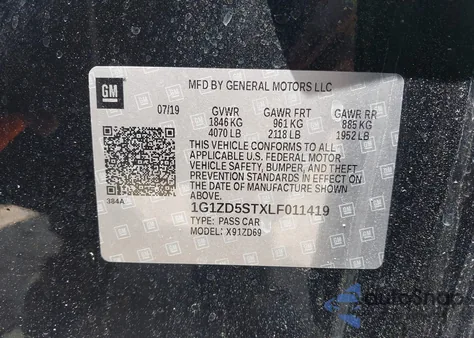 GM
MFD BY GENERAL MOTORS LLC
07/19 GVWR GAWR FRT GAWR RR
1846 KG 961 KG 885 KG
4070 LB 2118 LB 1952 LB
THIS VEHICLE CONFORMS TO ALL
APPLICABLE U.S. FEDERAL MOTOR
VEHICLE SAFETY, BUMPER, AND THEFT
PREVENTION STANDARDS IN EFFECT ON
THE DATE OF MANUFACTURE SHOWN
ABOVE.
384A
1G1ZD5STXLF011419
TYPE: PASS CAR
MODEL: X91ZD69
AutoSnap